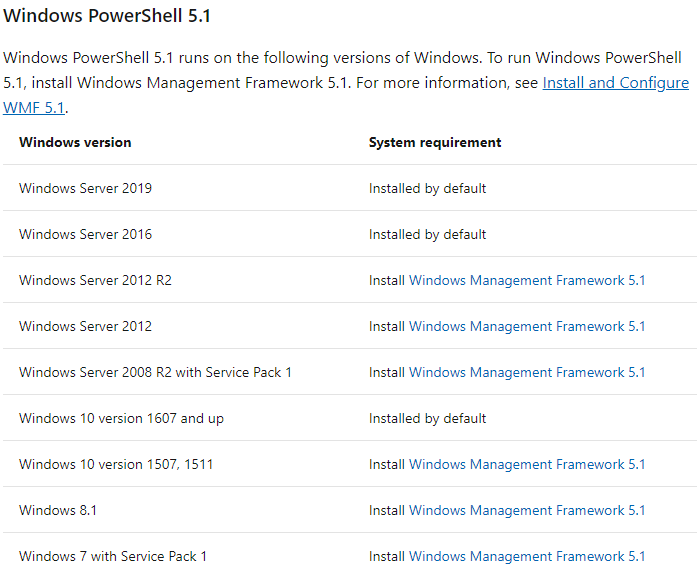 Windows PowerShell 5.1
Windows PowerShell 5.1 runs on the following versions of Windows. To run Windows PowerShell
5.1, install Windows Management Framework 5.1. For more information, see Install and Configure
WMF 5.1.
Windows version System requirement
Windows Server 2019 Installed by default
Windows Server 2016 Installed by default
Windows Server 2012 R2 Install Windows Management Framework 5.1
Windows Server 2012 Install Windows Management Framework 5.1
Windows Server 2008 R2 with Service Pack 1 Install Windows Management Framework 5.1
Windows 10 version 1607 and up Installed by default
Windows 10 version 1507, 1511 Install Windows Management Framework 5.1
Windows 8.1 Install Windows Management Framework 5.1
Windows 7 with Service Pack 1 Install Windows Management Framework 5.1